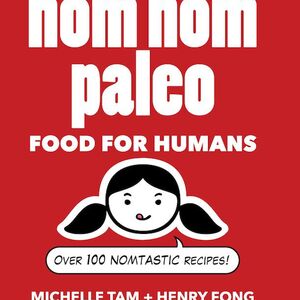 nom nom
paleo
FOOD FOR HUMANS
OVER 100 NOMTASTIC RECIPES!
MICHELLE TAM + HENRY FONG